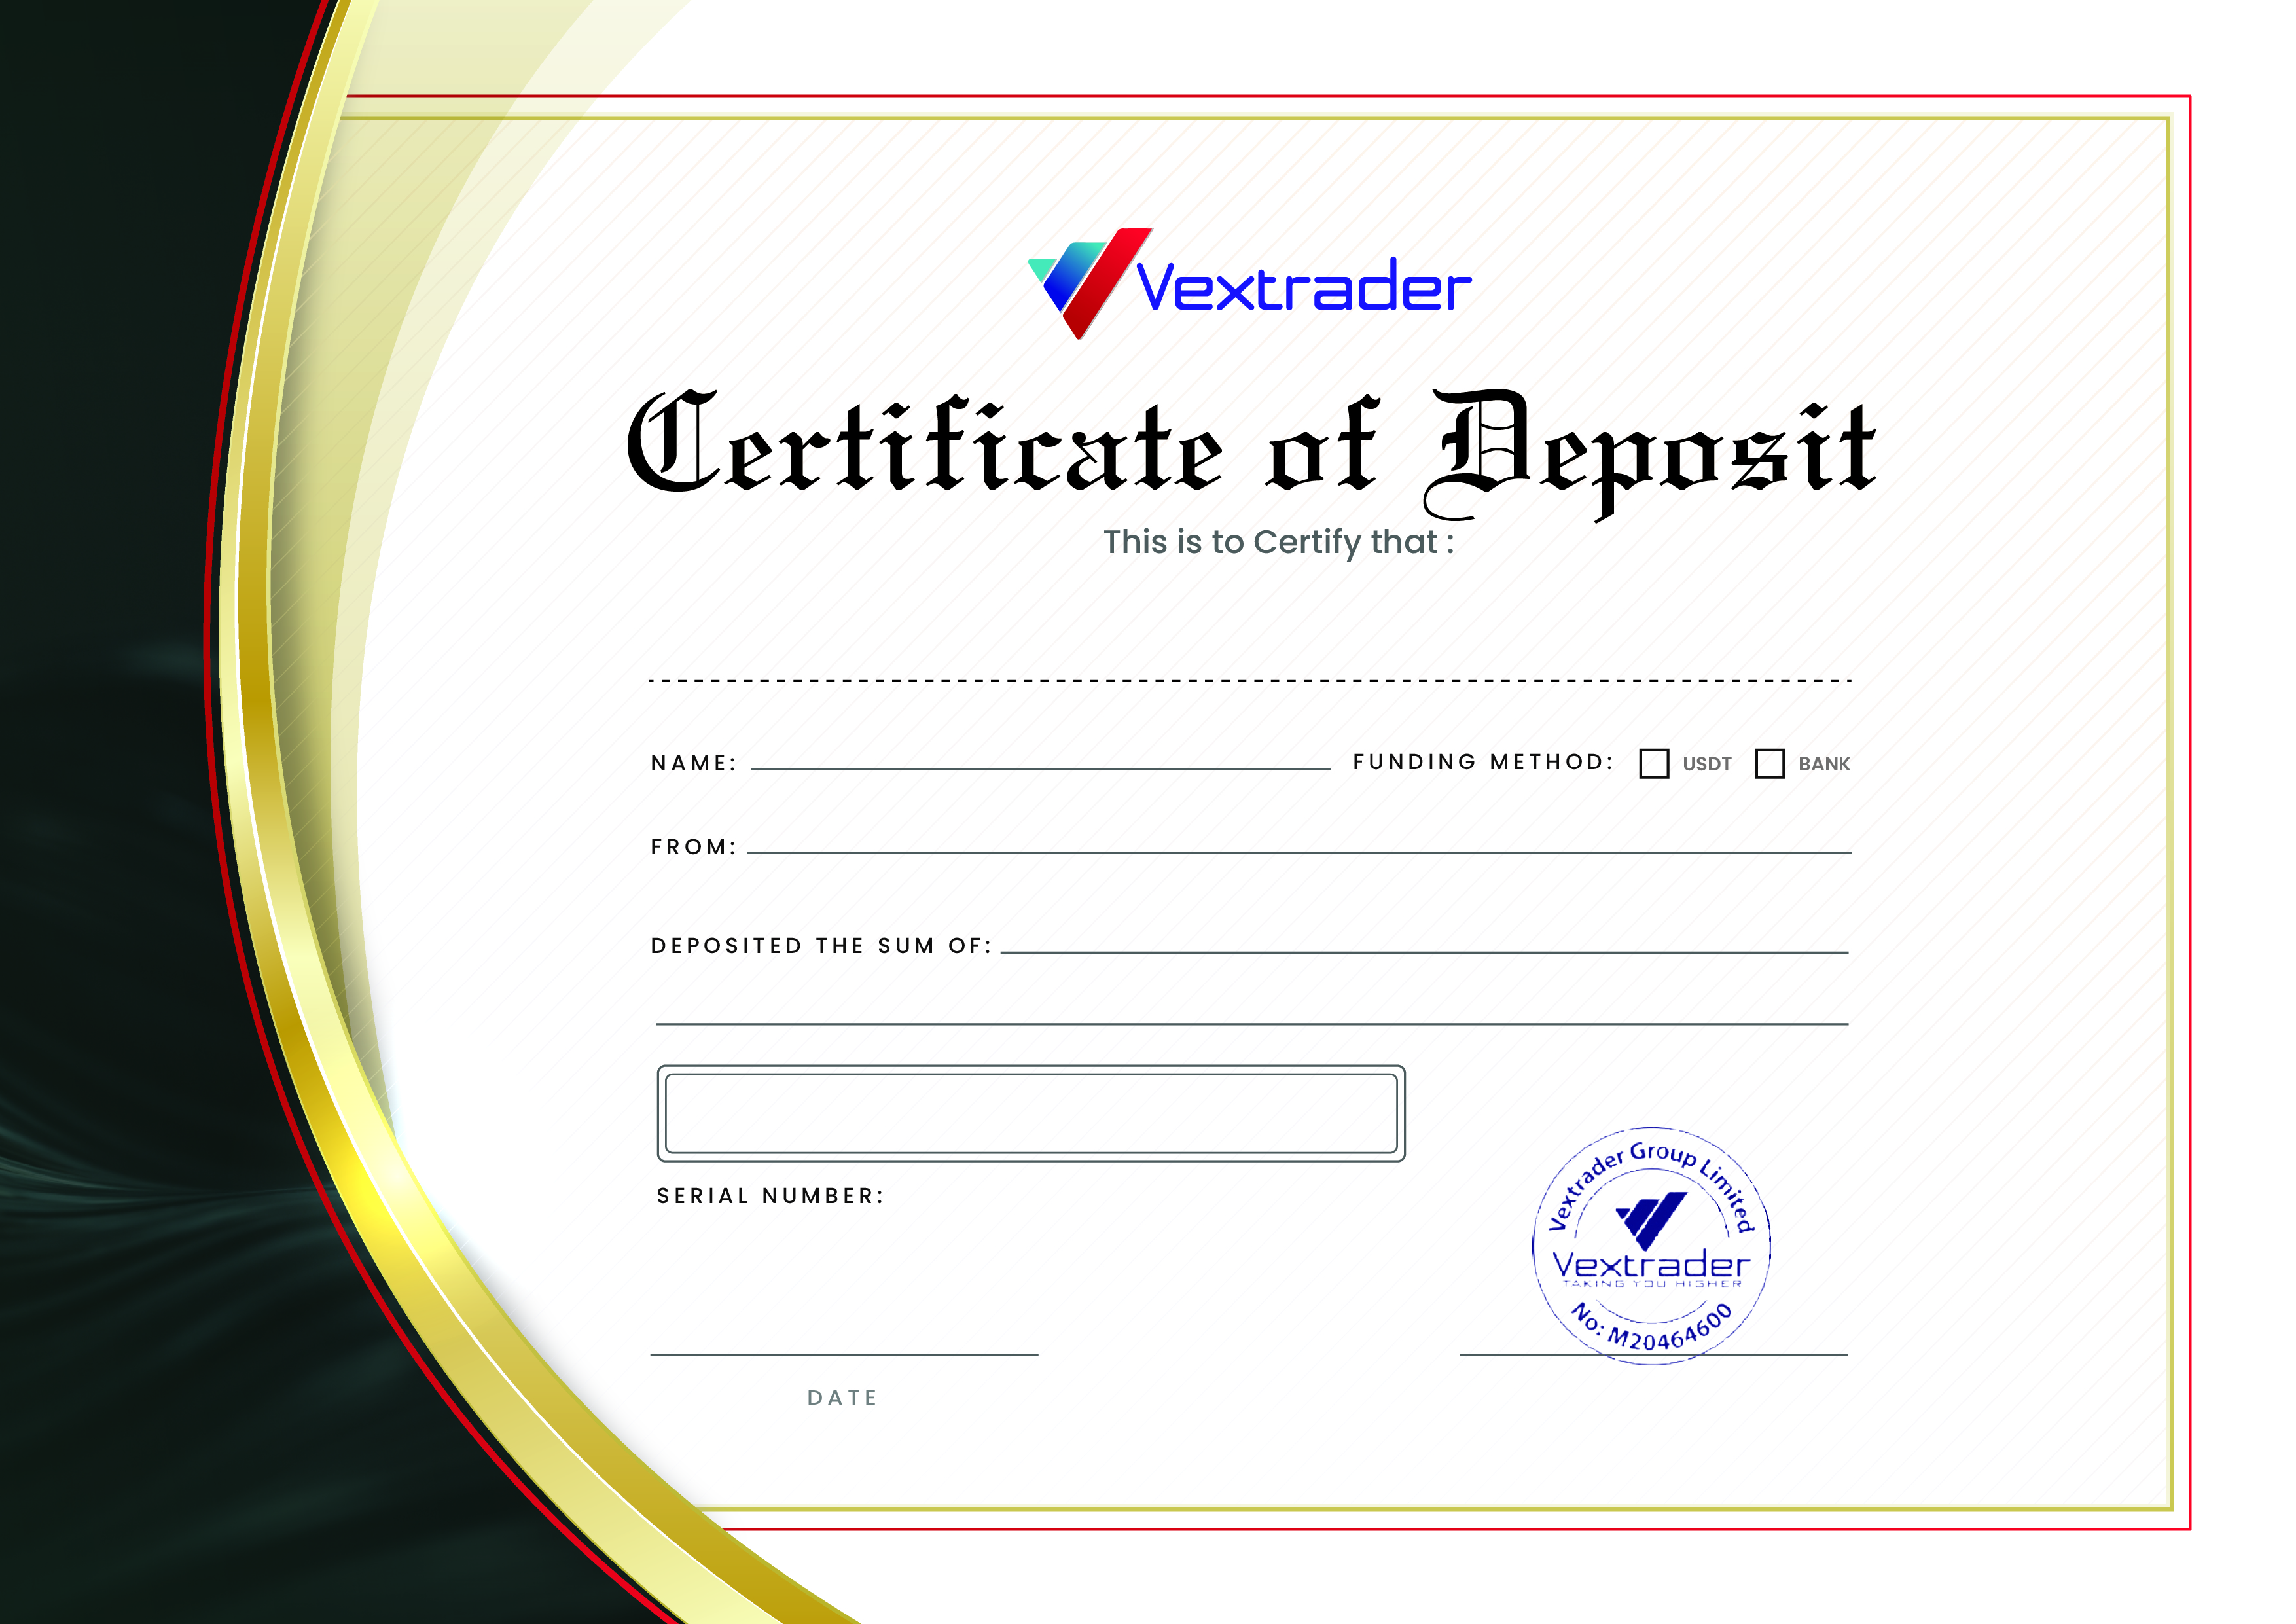 Vextrader
Certificate of Deposit
This is to Certify that :
NAME: FUNDING METHOD: USDT BANK
FROM:
DEPOSITED THE SUM OF:
SERIAL NUMBER:
Vextrader Group Limited
Vextrader
TAKING YOU HIGHER
No: M20464600
DATE